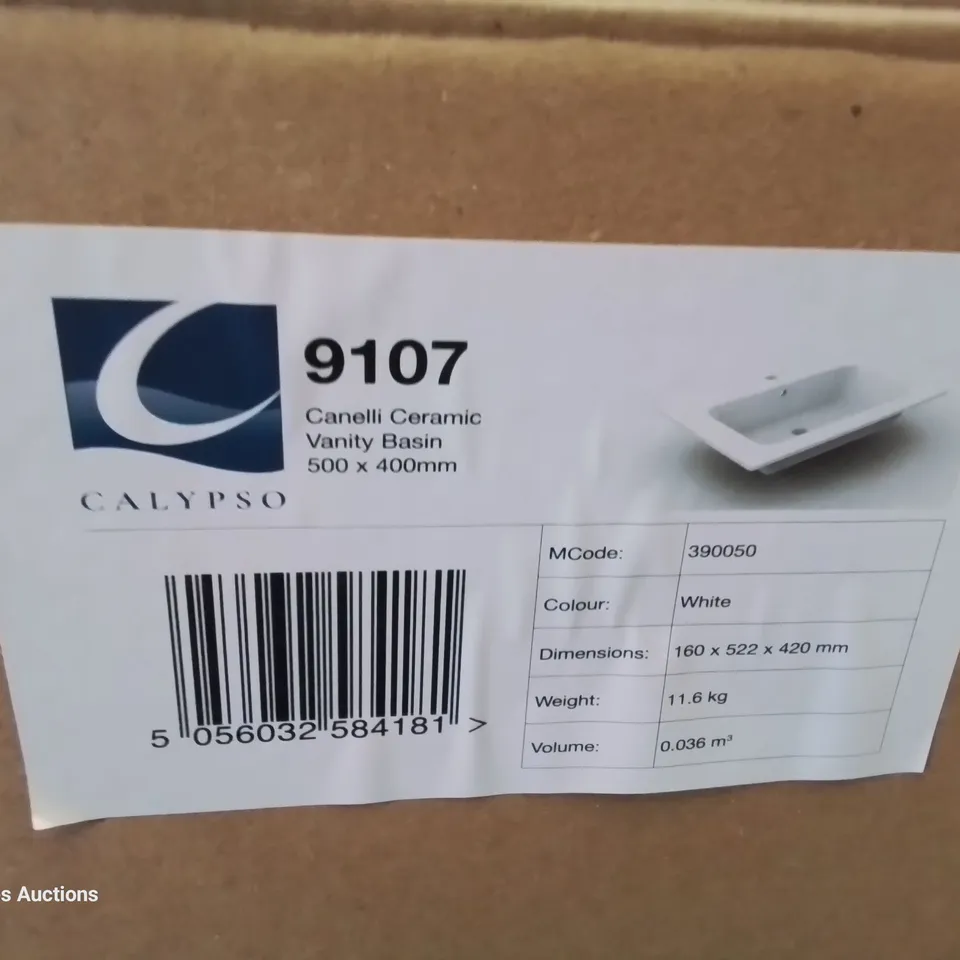 9107
Canelli Ceramic
Vanity Basin
500 x 400mm
CALYPSO
MCode: 390050
Colour: White
Dimensions: 160 x 522 x 420 mm
Weight: 11.6 kg
Volume: 0.036 m³
5 056032 584181 >
s Auctions